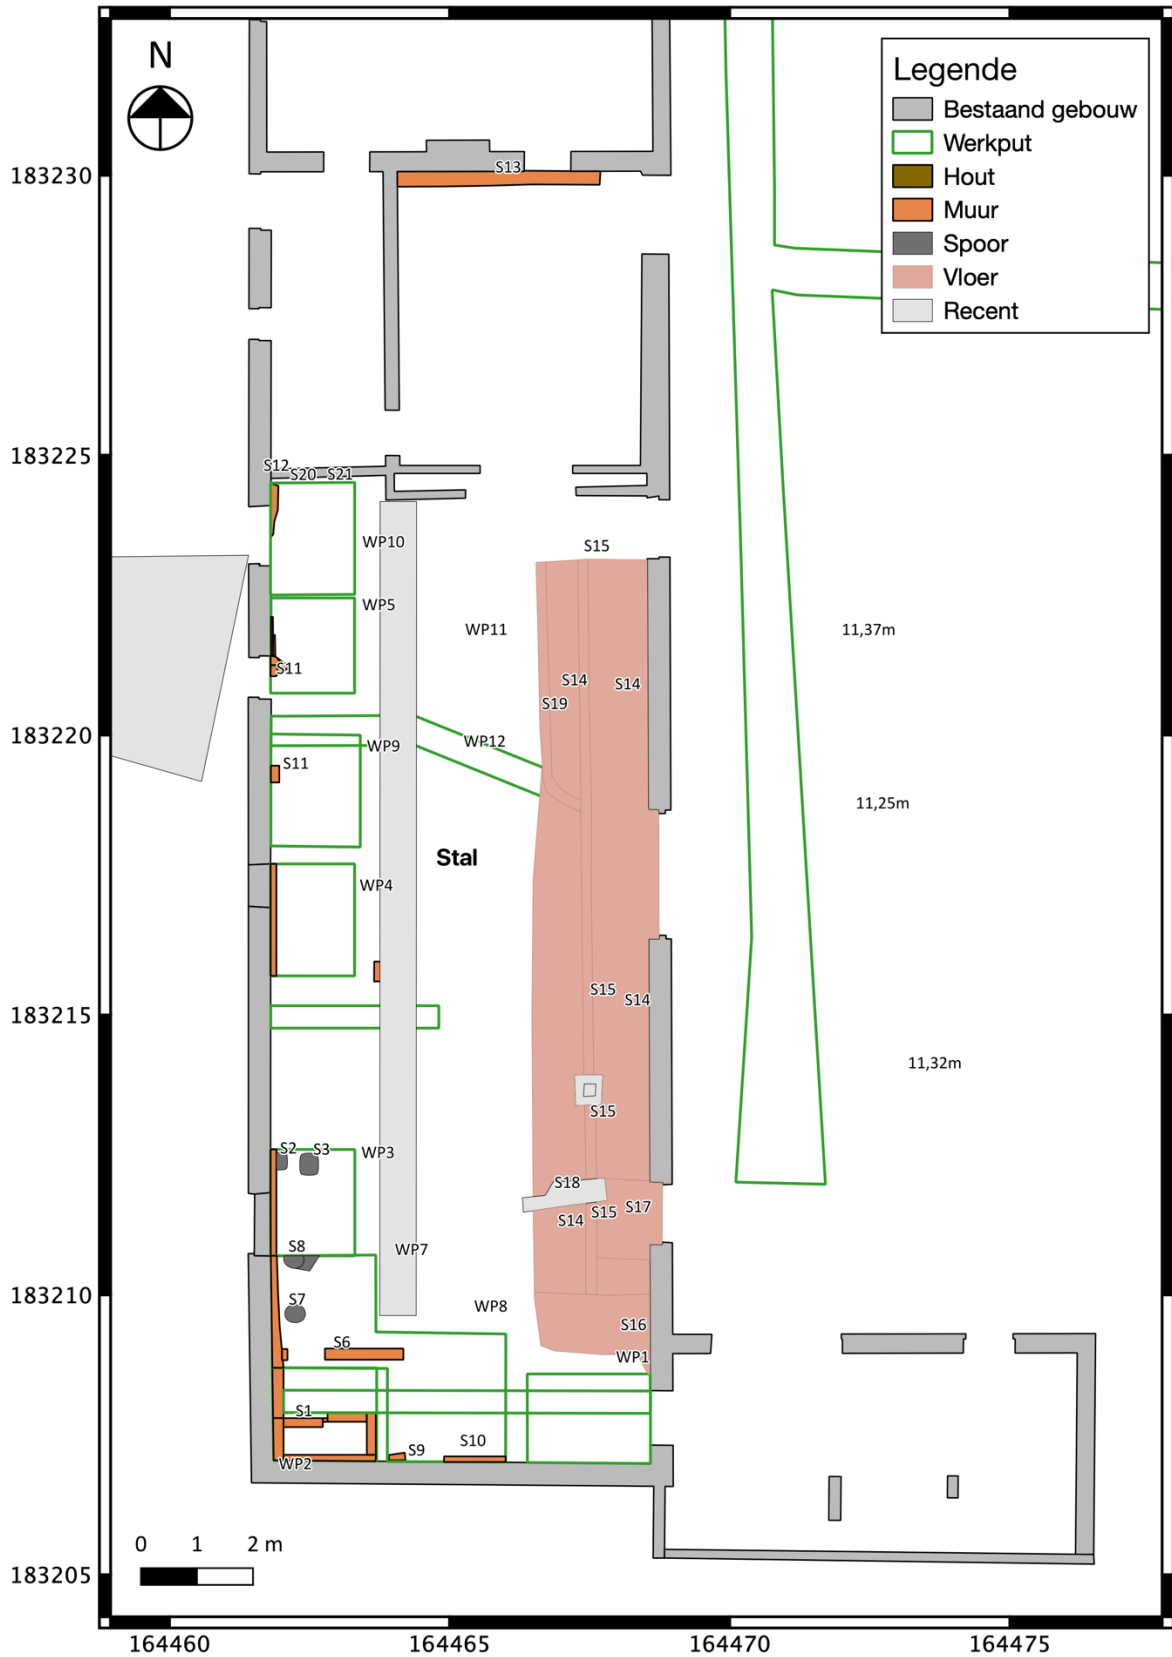 N
Legende
Bestaand gebouw
Werkput
Hout
Muur
Spoor
Vloer
Recent
183230
S13
183225
S12
S20
S21
WP10
S15
WP5
WP11
11,37m
S11
S14
S14
S19
183220
WP9
WP12
S11
11,25m
Stal
WP4
S15
S14
183215
11,32m
S15
S2
S3
WP3
S18
S15
S17
S14
S8
WP7
183210
S7
WP8
S16
S6
WP1
S1
S9
S10
WP2
0 1 2 m
183205
164460
164465
164470
164475